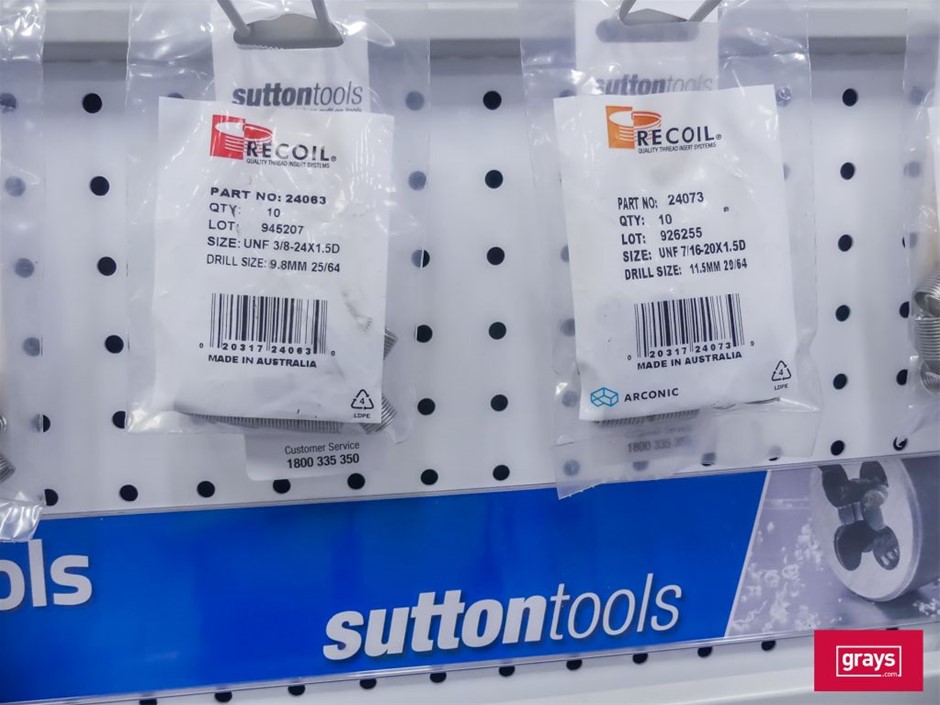 suttontools
RECOIL®
QUALITY THREAD INSERT SYSTEMS
PART NO: 24063
QTY: 10
LOT: 945207
SIZE: UNF 3/8-24X1.5D
DRILL SIZE: 9.8MM 25/64
0 20317 24063 0
MADE IN AUSTRALIA
4
LDPE
Customer Service
1800 335 350
suttontools
RECOIL®
QUALITY THREAD INSERT SYSTEMS
PART NO: 24073
QTY: 10
LOT: 926255
SIZE: UNF 7/16-20X1.5D
DRILL SIZE: 11.5MM 29/64
0 20317 24073
MADE IN AUSTRALIA
ARCONIC
4
LDPE
1800 335 350
ols
suttontools
grays
.com